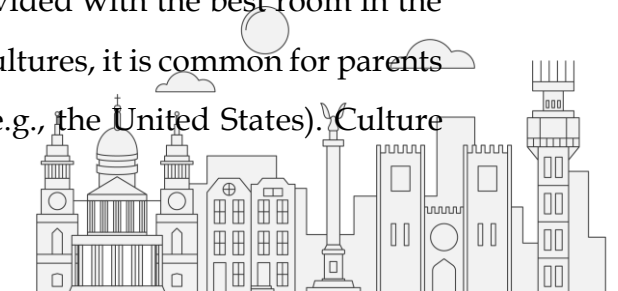 vided with the best room in the
ultures, it is common for parents
e.g., the United States). Culture